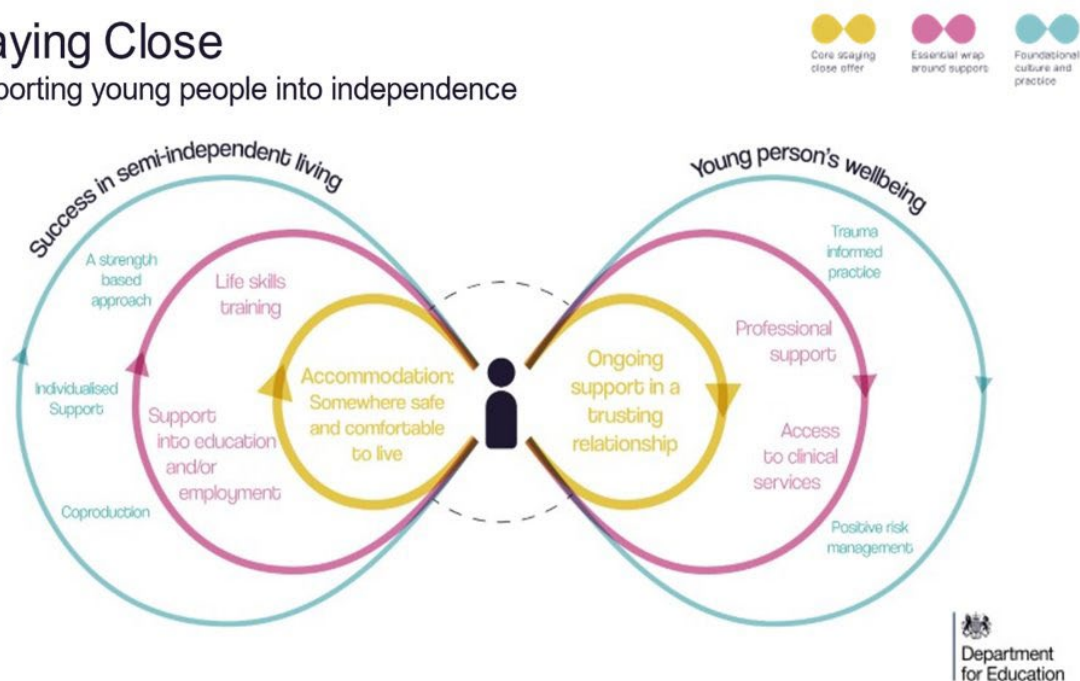 aying Close
porting young people into independence
Core staying
close offer
Essential wrap
around support
Foundational
culture and
practice
Success in semi-independent living
Young person's wellbeing
A strength
based
approach
Individualised
Support
Coproduction
Life skills
training
Support
into education
and/or
employment
Accommodation:
Somewhere safe
and comfortable
to live
Ongoing
support in a
trusting
relationship
Professional
support
Access
to clinical
services
Trauma
informed
practice
Positive risk
management
Department
for Education